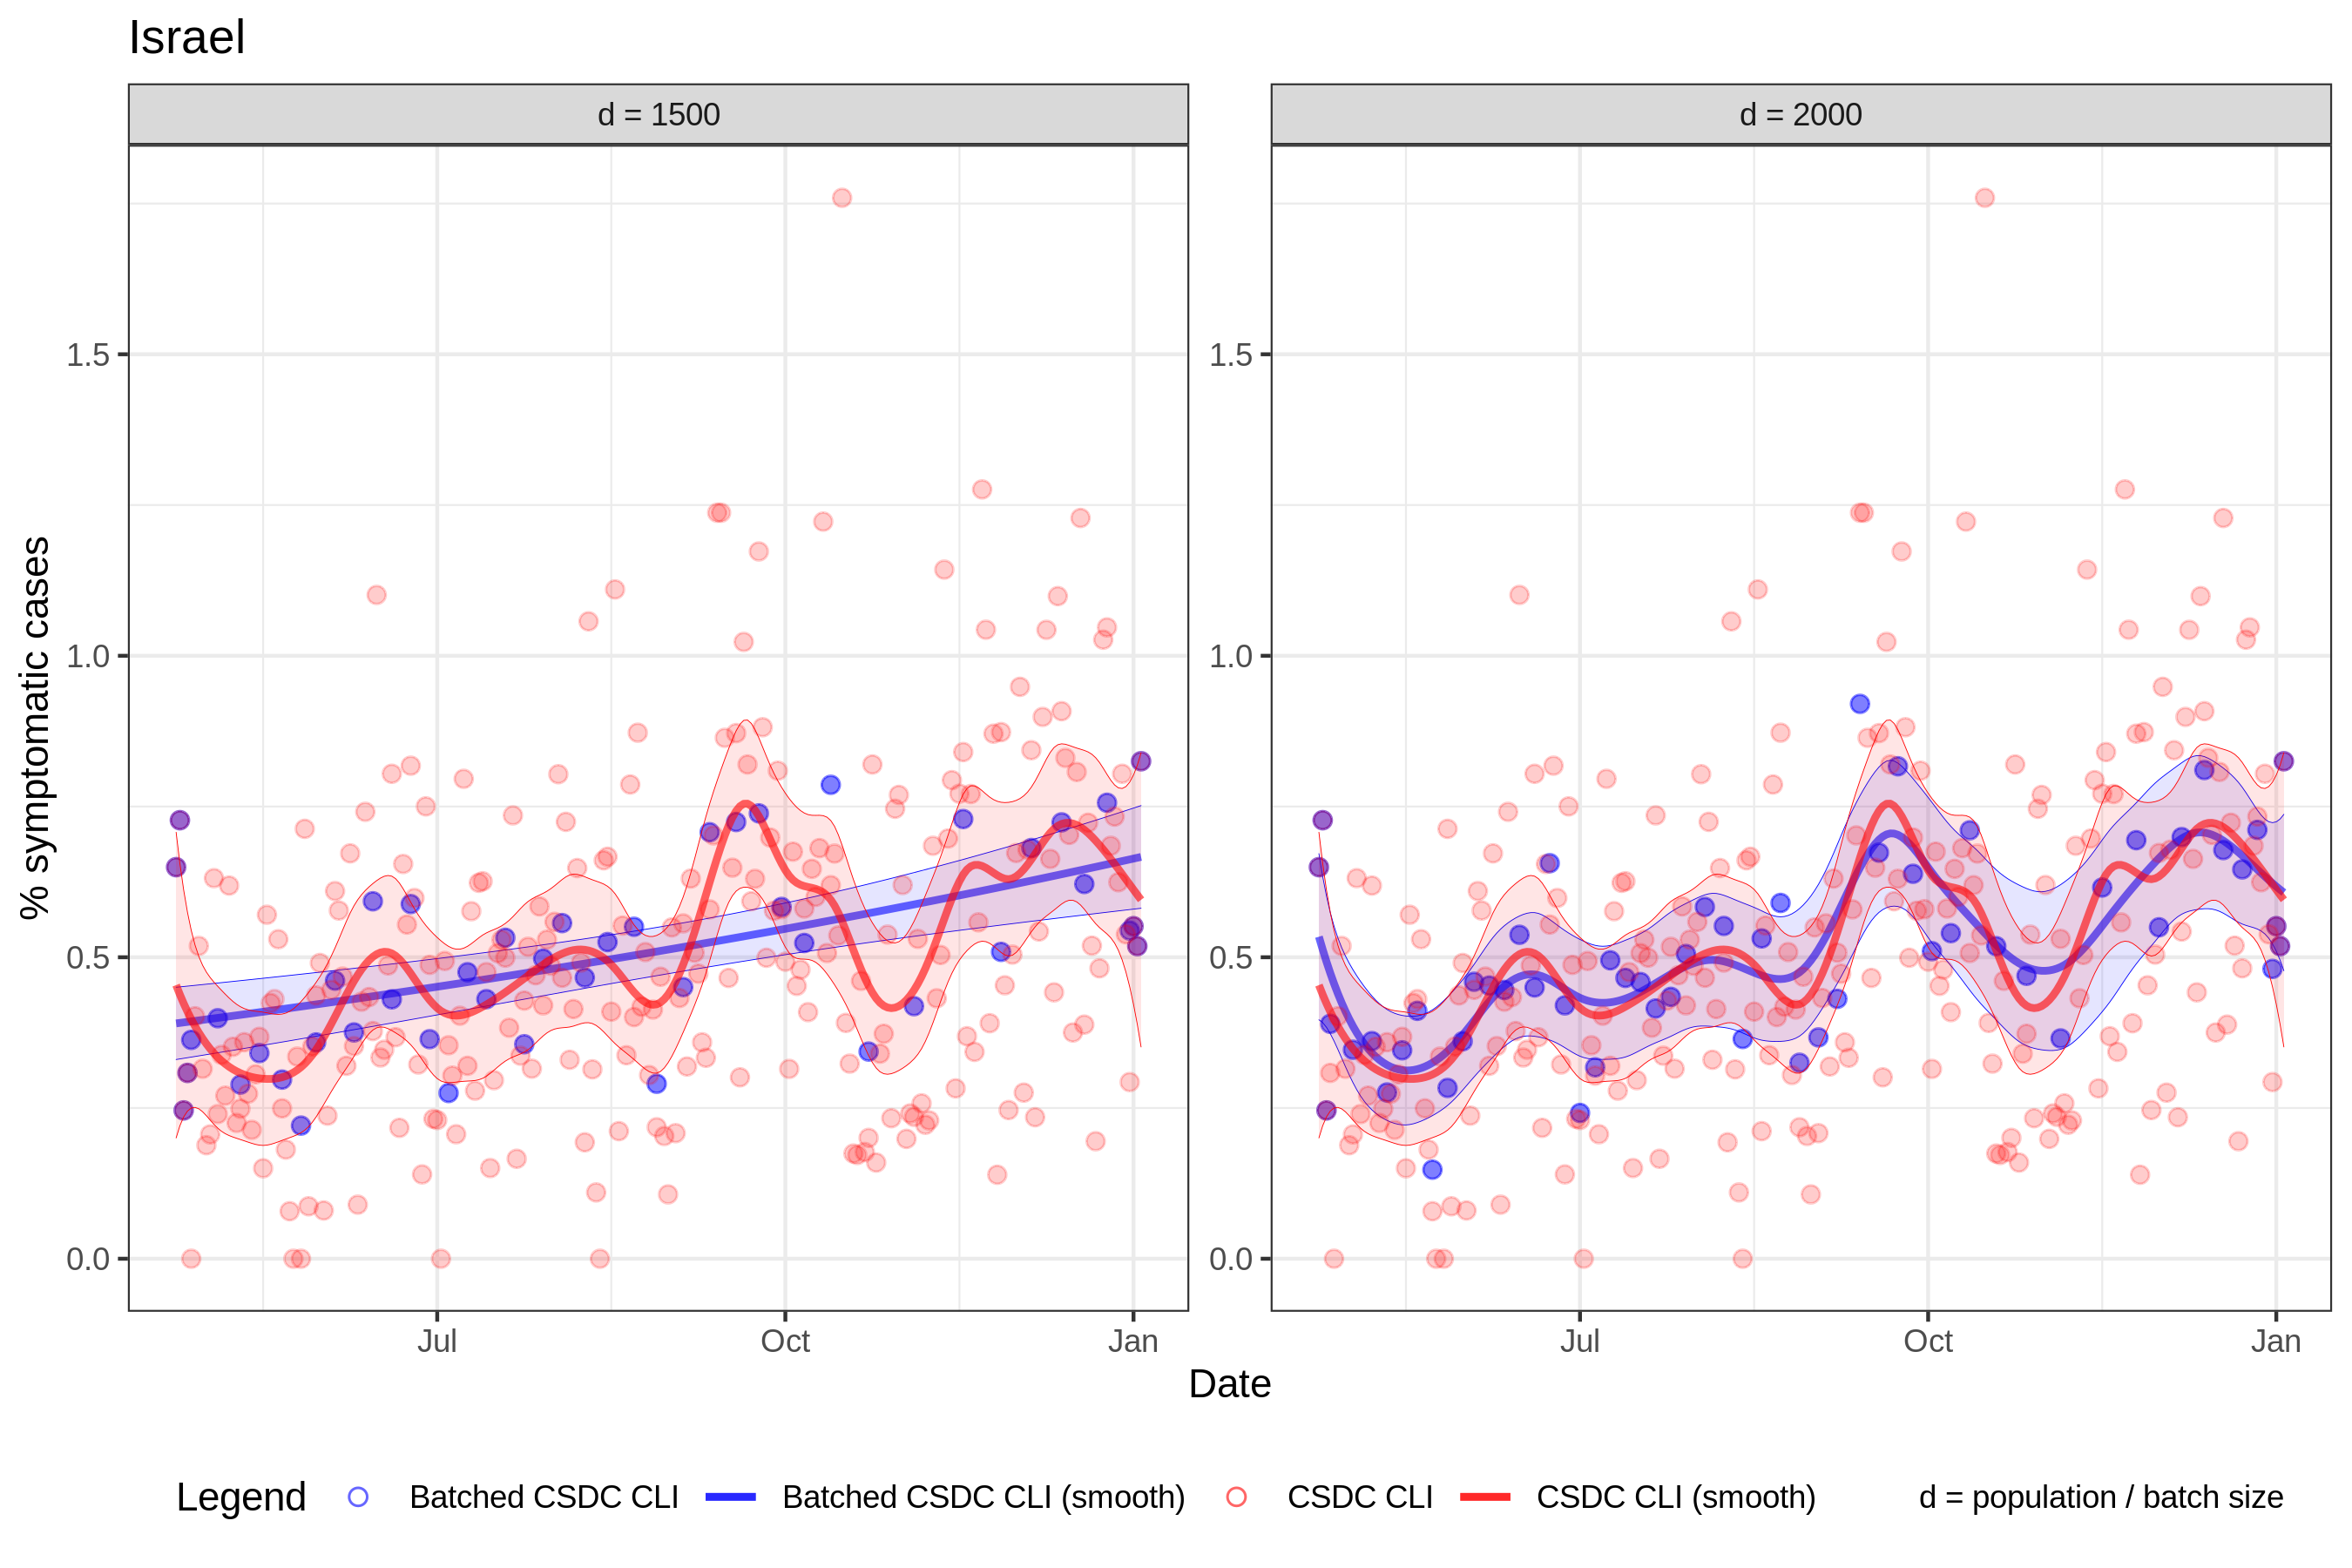 Israel
d = 1500
d = 2000
% symptomatic cases
1.5
1.0
0.5
0.0
1.5
1.0
0.5
0.0
Jul Oct Jan
Jul Oct Jan
Date
Legend Batched CSDC CLI Batched CSDC CLI (smooth) CSDC CLI CSDC CLI (smooth) d = population / batch size